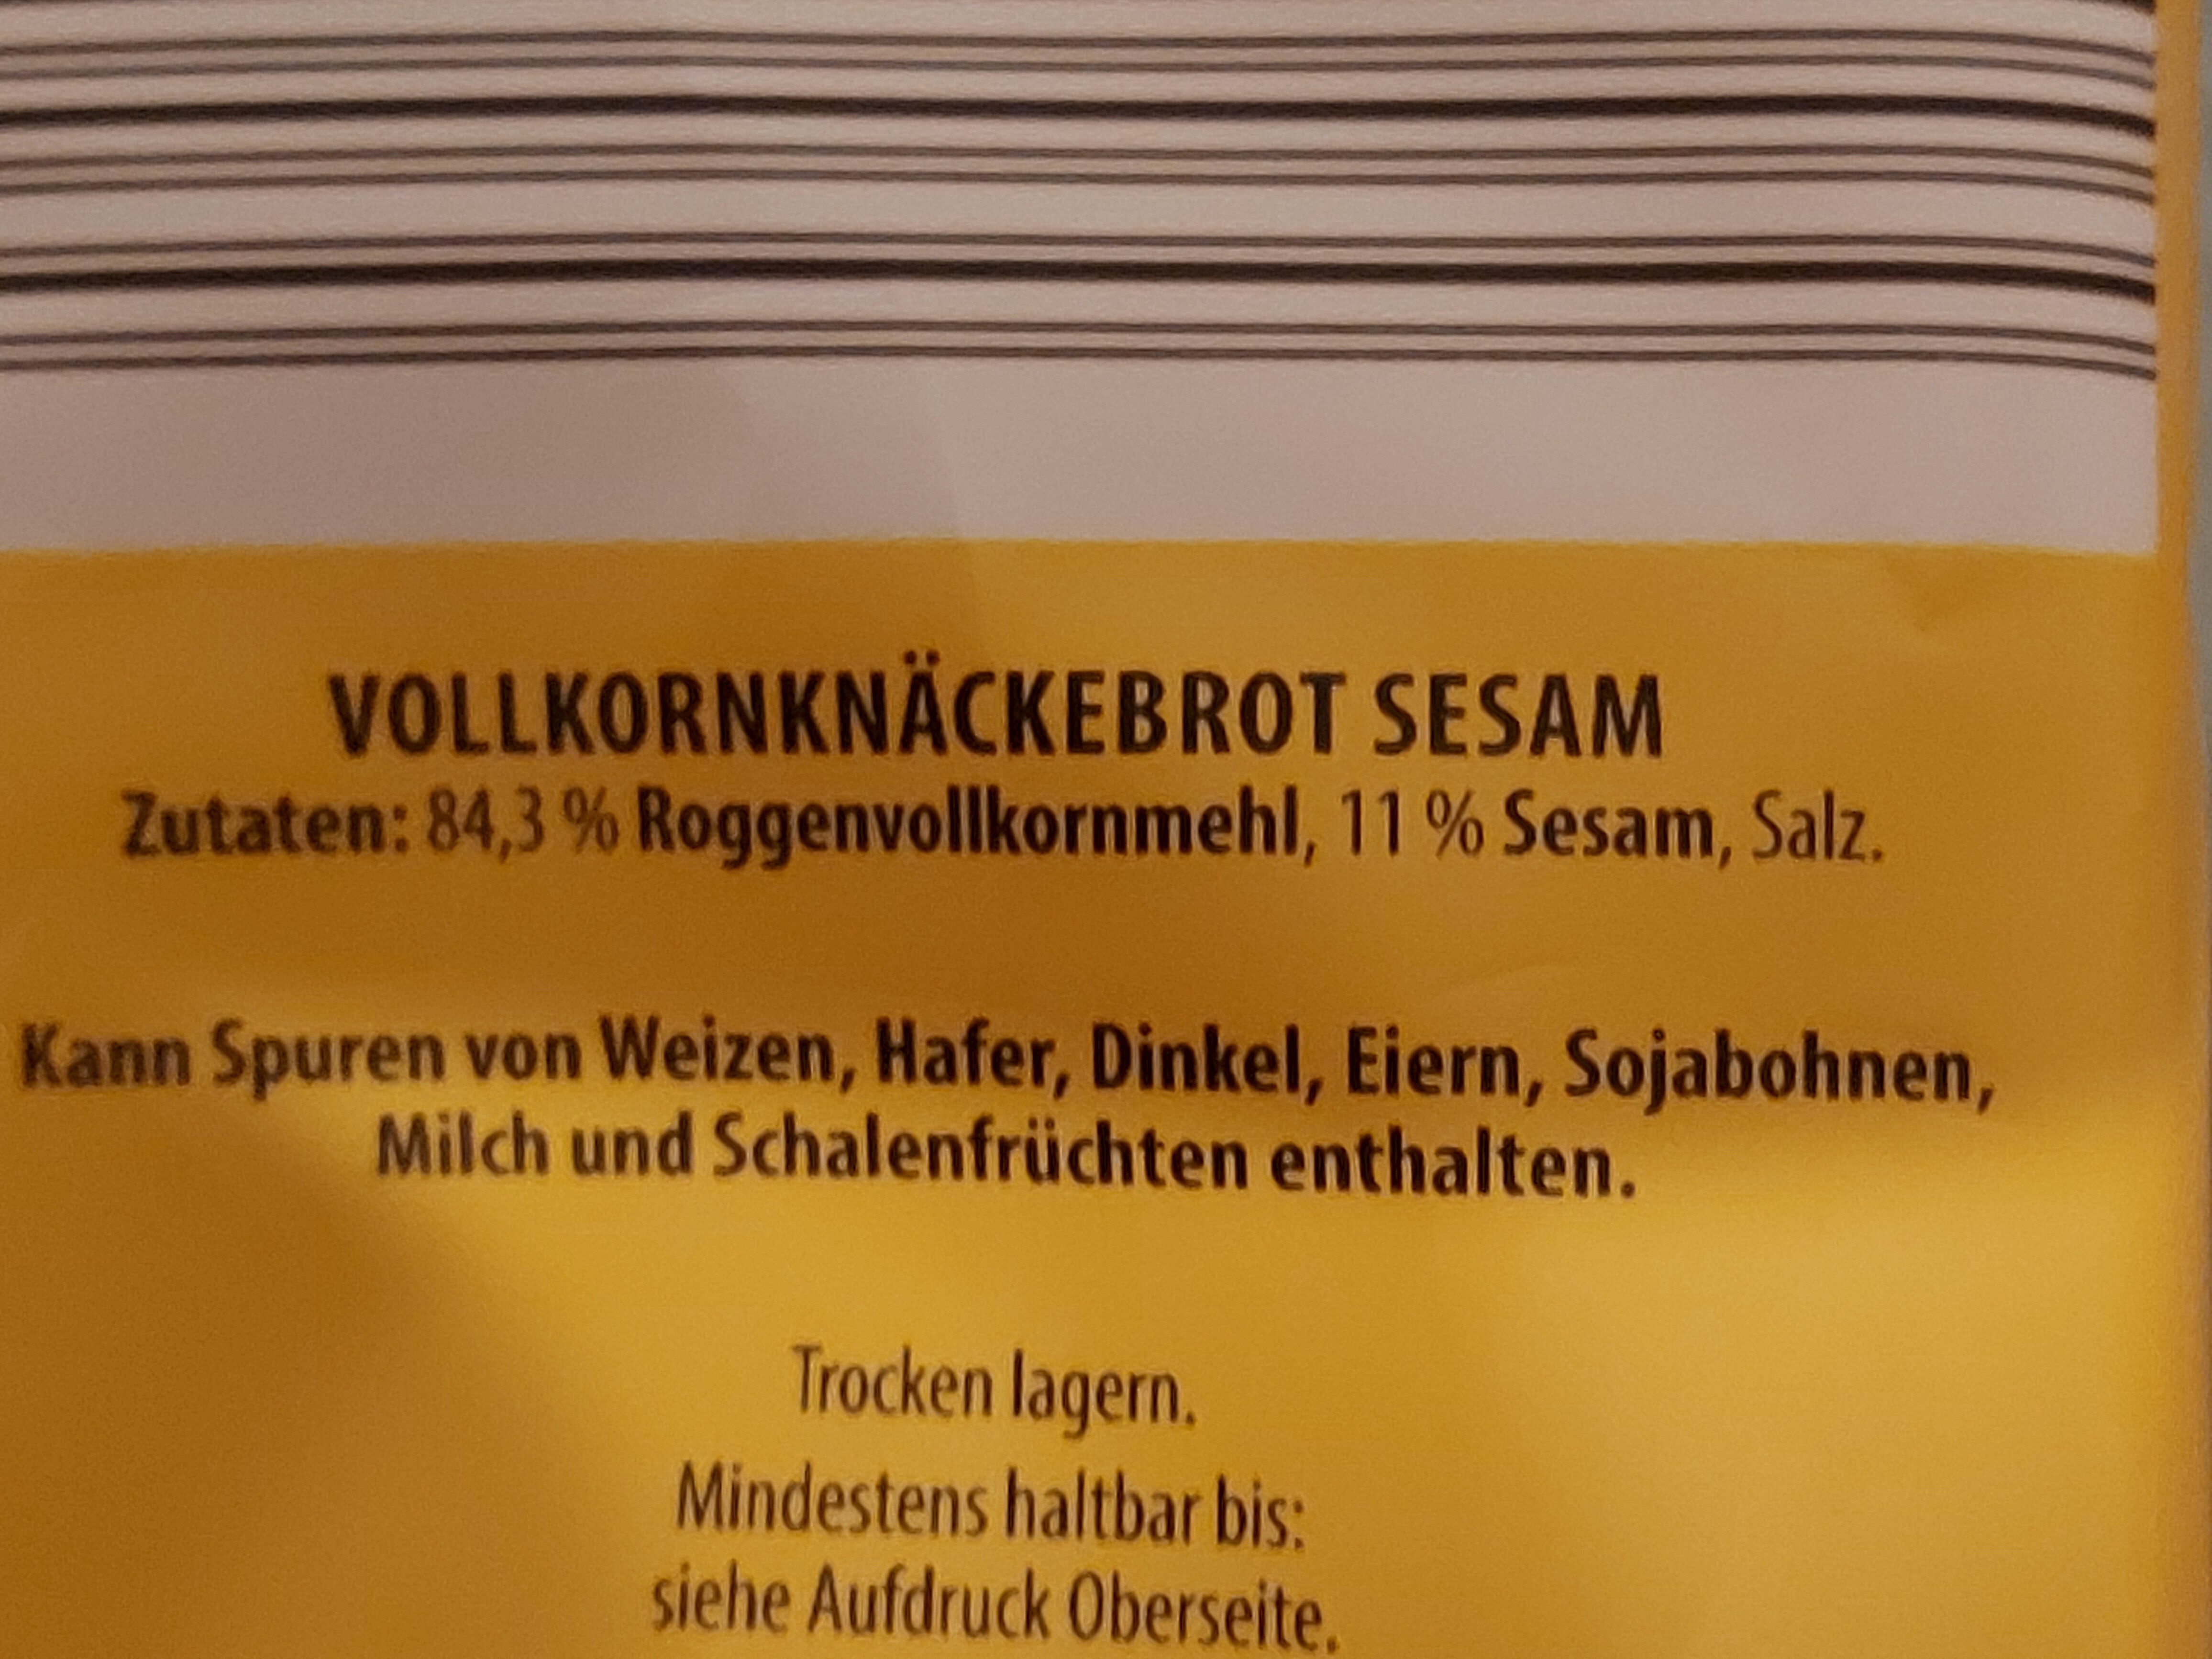 VOLLKORNKNÄCKEBROT SESAM
Zutaten: 84,3 % Roggenvollkornmehl, 11 % Sesam, Salz.
Kann Spuren von Weizen, Hafer, Dinkel, Eiern, Sojabohnen,
Milch und Schalenfrüchten enthalten.
Trocken lagern.
Mindestens haltbar bis:
siehe Aufdruck Oberseite.